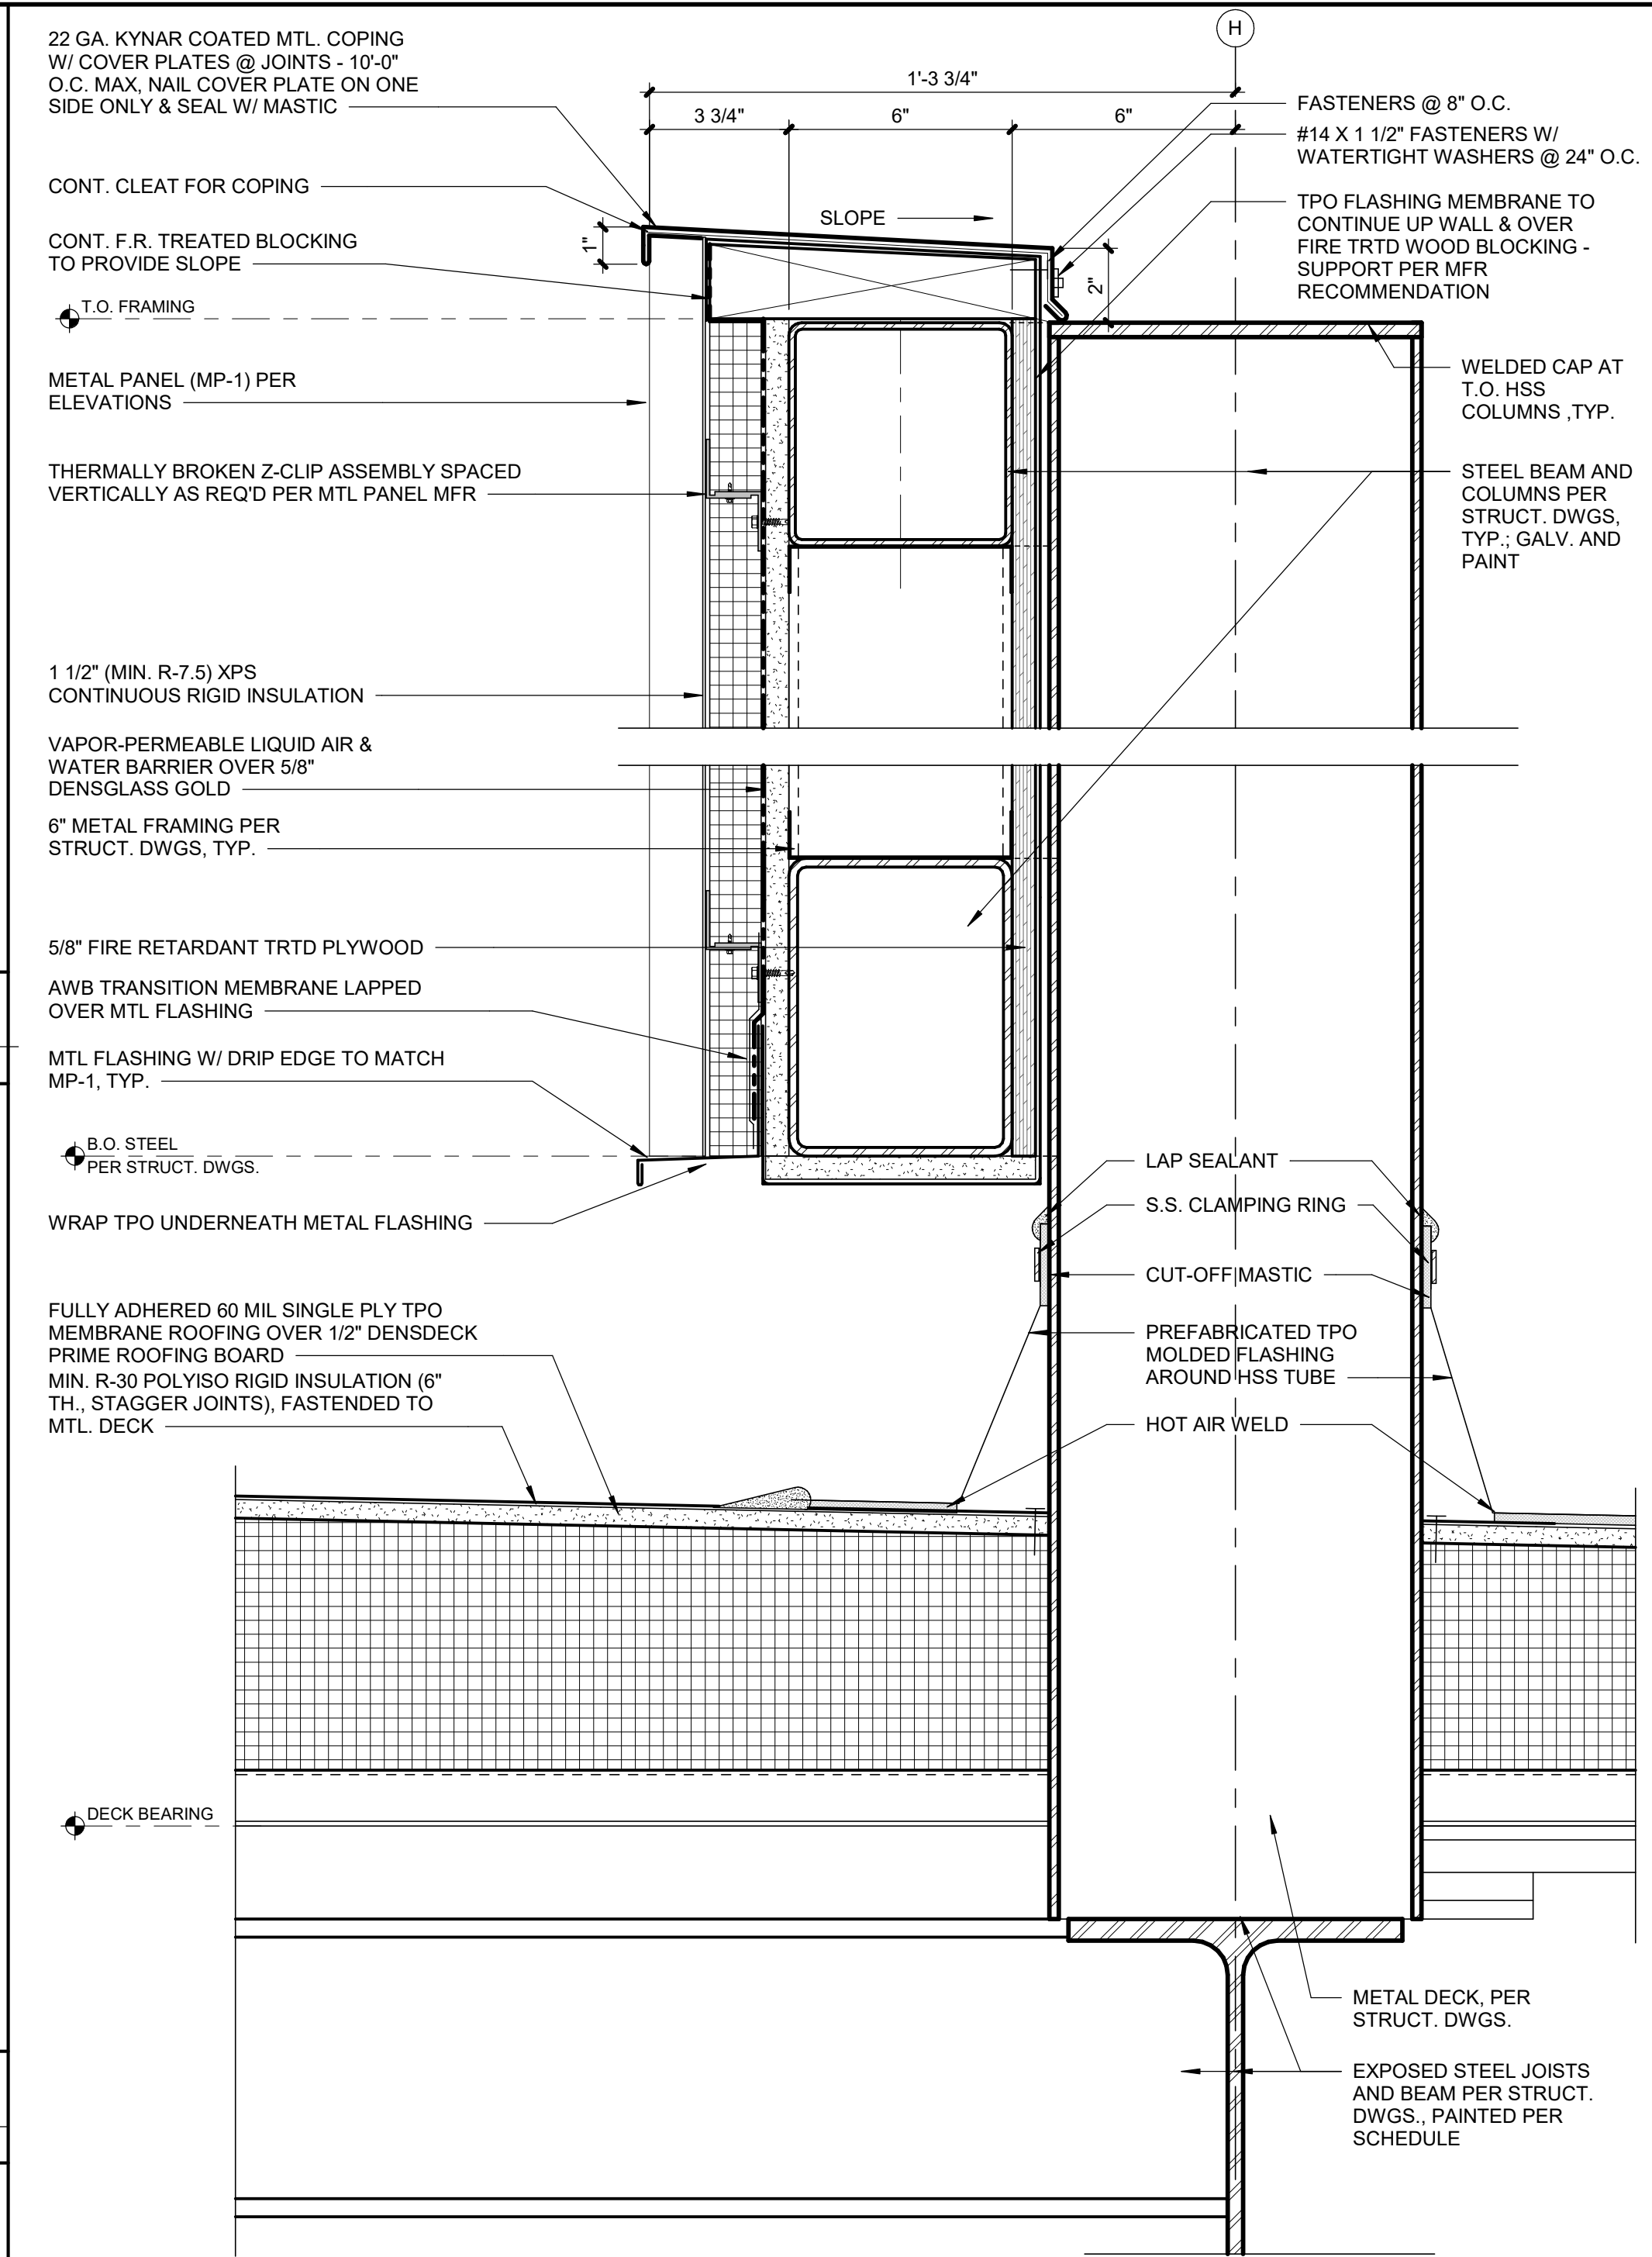 22 GA. KYNAR COATED MTL. COPING
W/ COVER PLATES @ JOINTS - 10'-0"
O.C. MAX, NAIL COVER PLATE ON ONE
SIDE ONLY & SEAL W/ MASTIC
CONT. CLEAT FOR COPING
CONT. F.R. TREATED BLOCKING
TO PROVIDE SLOPE
T.O. FRAMING
METAL PANEL (MP-1) PER
ELEVATIONS
THERMALLY BROKEN Z-CLIP ASSEMBLY SPACED
VERTICALLY AS REQ'D PER MTL PANEL MFR
1 1/2" (MIN. R-7.5) XPS
CONTINUOUS RIGID INSULATION
VAPOR-PERMEABLE LIQUID AIR &
WATER BARRIER OVER 5/8"
DENSGLASS GOLD
6" METAL FRAMING PER
STRUCT. DWGS, TYP.
5/8" FIRE RETARDANT TRTD PLYWOOD
AWB TRANSITION MEMBRANE LAPPED
OVER MTL FLASHING
MTL FLASHING W/ DRIP EDGE TO MATCH
MP-1, TYP.
B.O. STEEL
PER STRUCT. DWGS.
WRAP TPO UNDERNEATH METAL FLASHING
FULLY ADHERED 60 MIL SINGLE PLY TPO
MEMBRANE ROOFING OVER 1/2" DENSDECK
PRIME ROOFING BOARD
MIN. R-30 POLYISO RIGID INSULATION (6"
TH., STAGGER JOINTS), FASTENDED TO
MTL. DECK
DECK BEARING
H
1'-3 3/4"
3 3/4"
6"
6"
SLOPE
1"
2"
FASTENERS @ 8" O.C.
#14 X 1 1/2" FASTENERS W/
WATERTIGHT WASHERS @ 24" O.C.
TPO FLASHING MEMBRANE TO
CONTINUE UP WALL & OVER
FIRE TRTD WOOD BLOCKING -
SUPPORT PER MFR
RECOMMENDATION
WELDED CAP AT
T.O. HSS
COLUMNS ,TYP.
STEEL BEAM AND
COLUMNS PER
STRUCT. DWGS,
TYP.; GALV. AND
PAINT
LAP SEALANT
S.S. CLAMPING RING
CUT-OFF MASTIC
PREFABRICATED TPO
MOLDED FLASHING
AROUND HSS TUBE
HOT AIR WELD
METAL DECK, PER
STRUCT. DWGS.
EXPOSED STEEL JOISTS
AND BEAM PER STRUCT.
DWGS., PAINTED PER
SCHEDULE